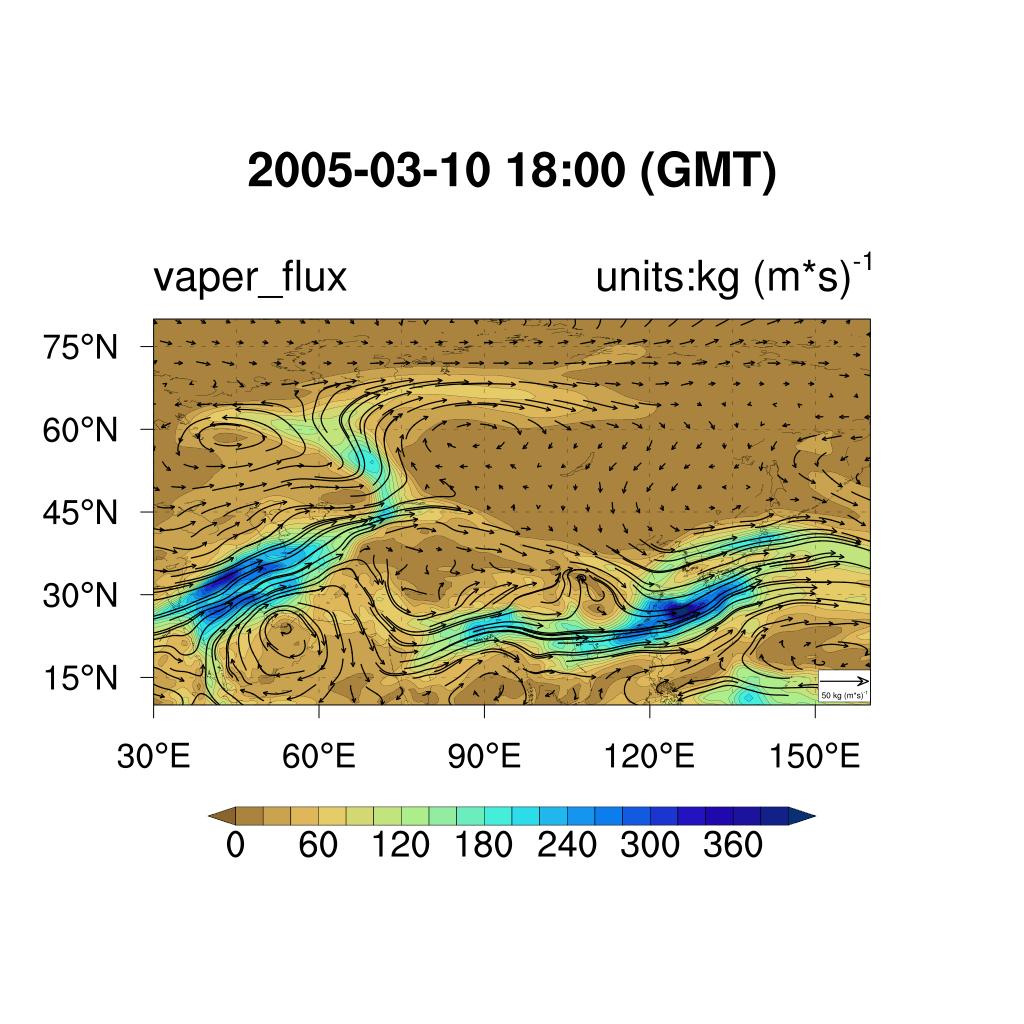 2005-03-10 18:00 (GMT)
vaper_flux units:kg (m*s)-1
75°N
60°N
45°N
30°N
15°N
50 kg (m*s)-1
30°E 60°E 90°E 120°E 150°E
0 60 120 180 240 300 360